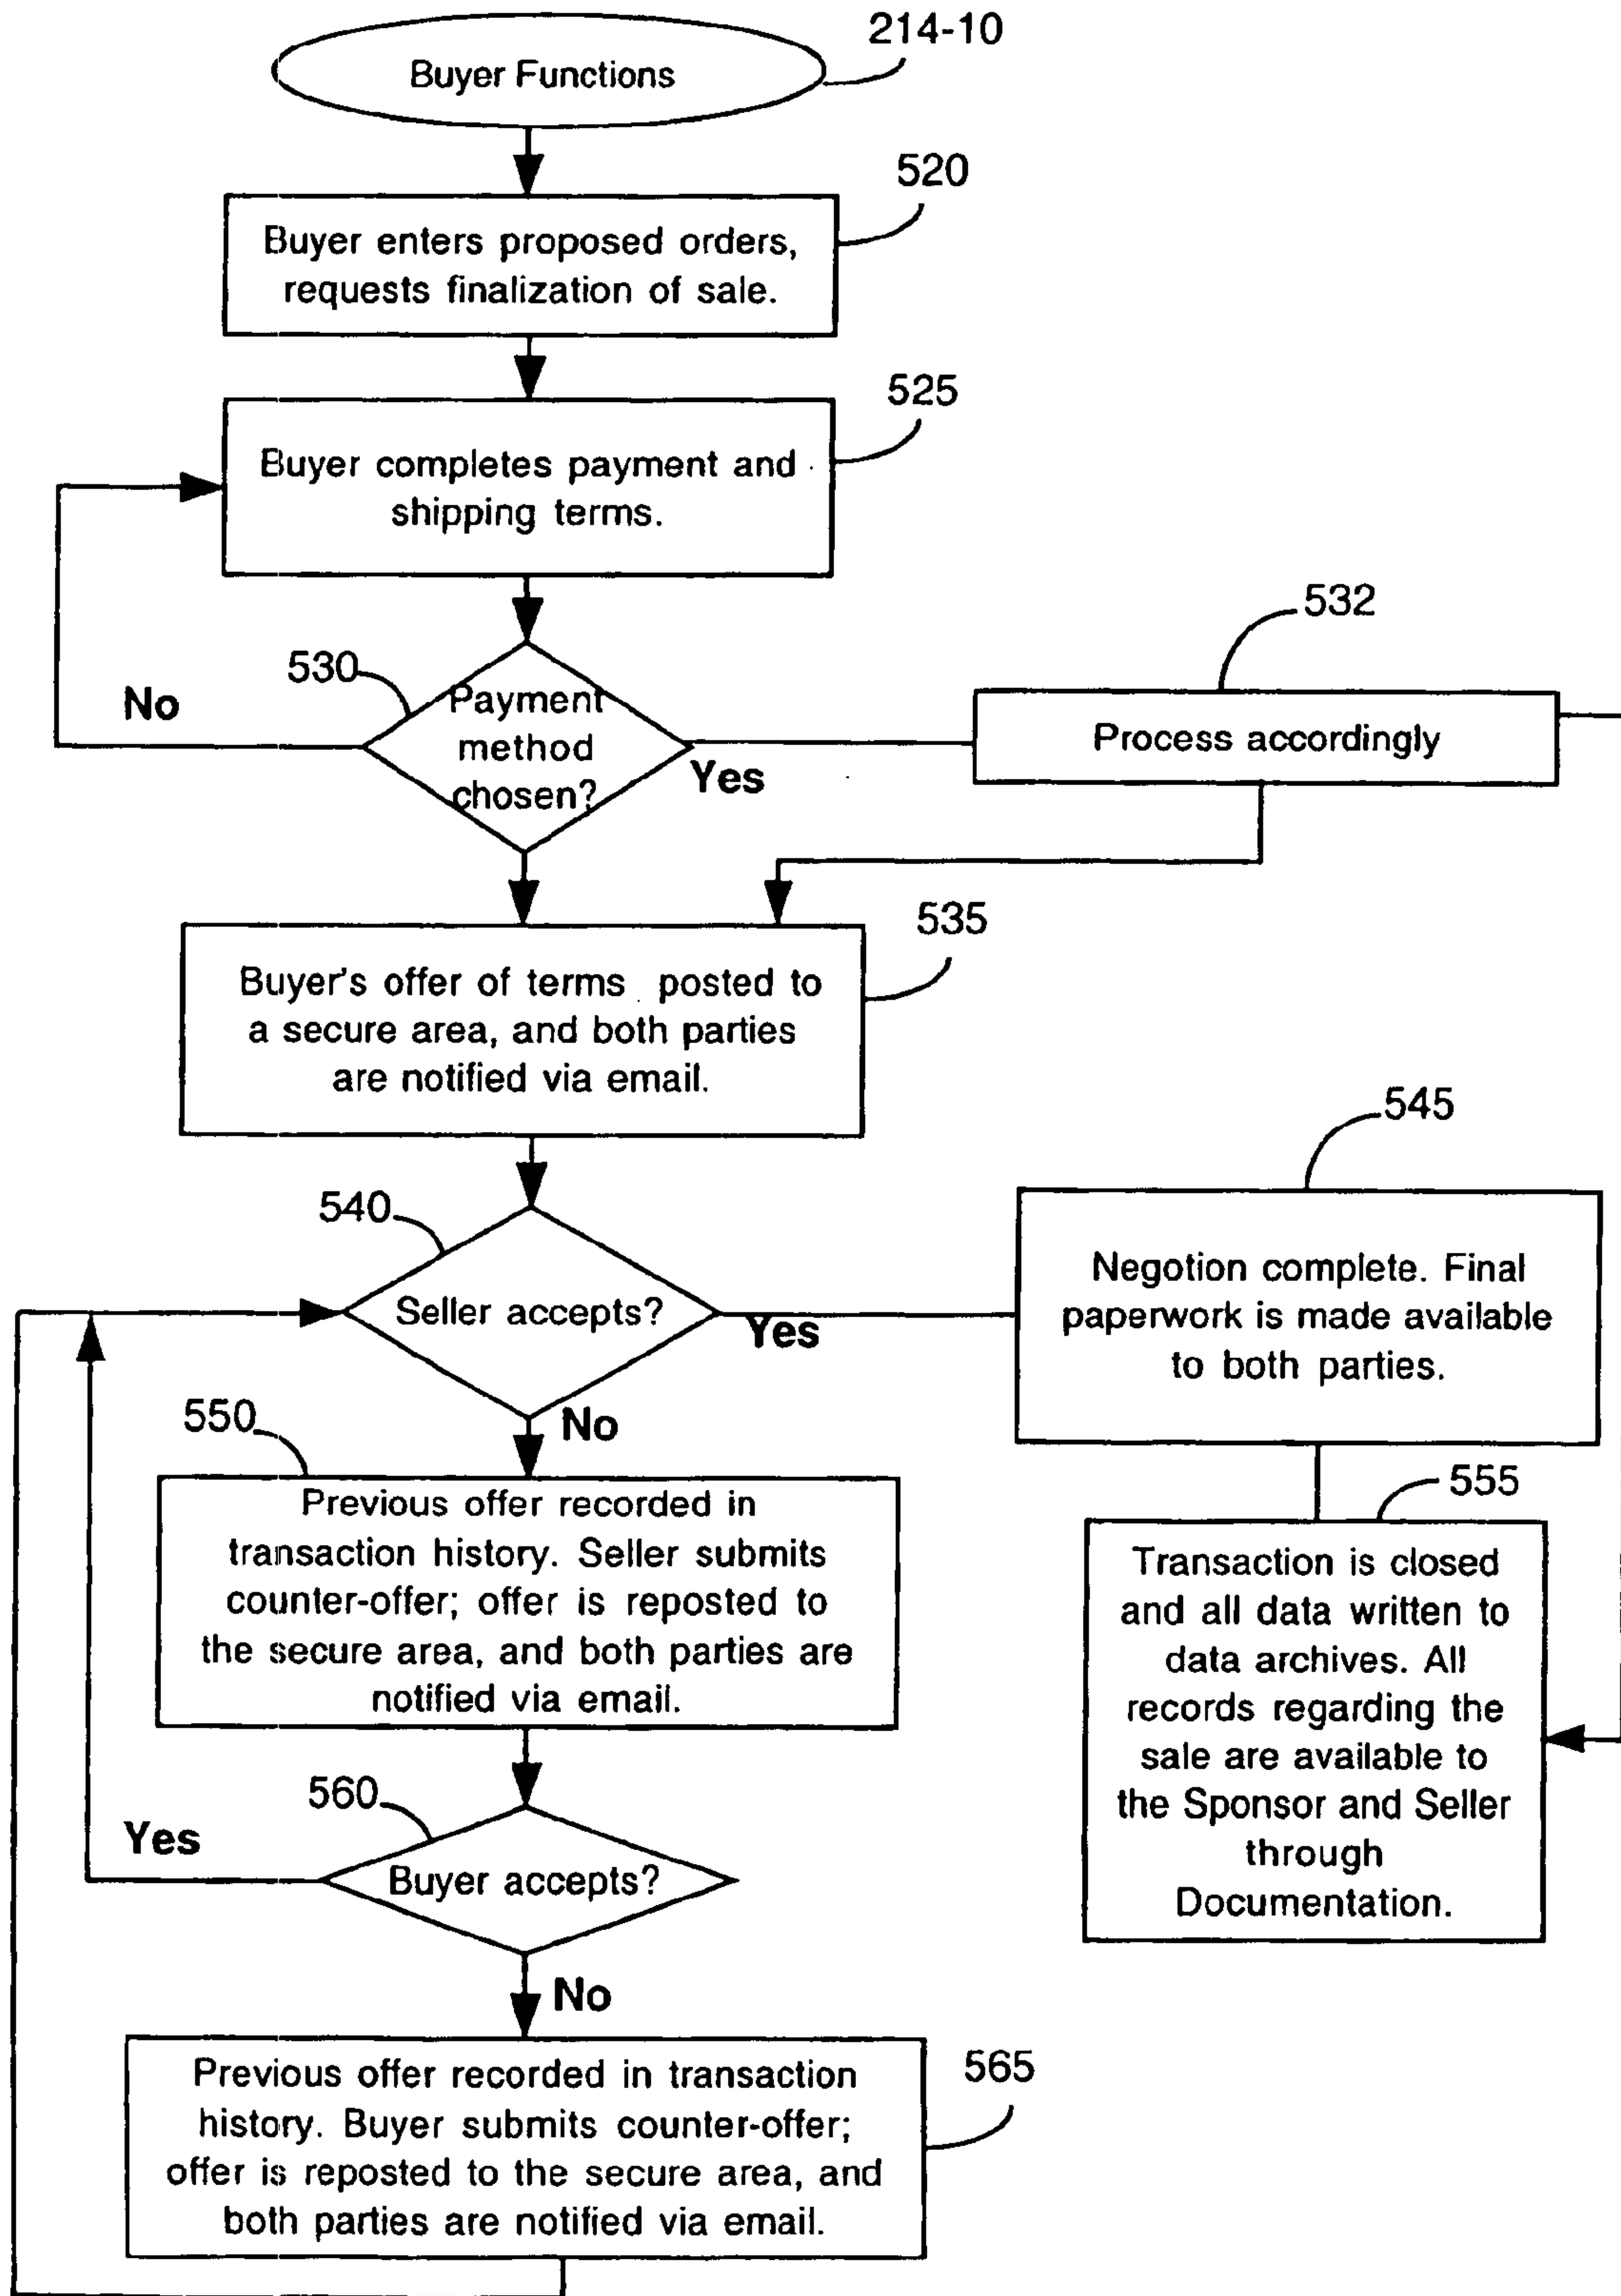 214-10
Buyer Functions
520
Buyer enters proposed orders,
requests finalization of sale.
525
Buyer completes payment and
shipping terms.
532
530
No
Payment
method
chosen?
Yes
Process accordingly
535
Buyer's offer of terms posted to
a secure area, and both parties
are notified via email.
545
540
Seller accepts?
Yes
Negotion complete. Final
paperwork is made available
to both parties.
No
550
555
Previous offer recorded in
transaction history. Seller submits
counter-offer; offer is reposted to
the secure area, and both parties are
notified via email.
Transaction is closed
and all data written to
data archives. All
records regarding the
sale are available to
the Sponsor and Seller
through
Documentation.
560
Yes
Buyer accepts?
No
565
Previous offer recorded in transaction
history. Buyer submits counter-offer;
offer is reposted to the secure area, and
both parties are notified via email.